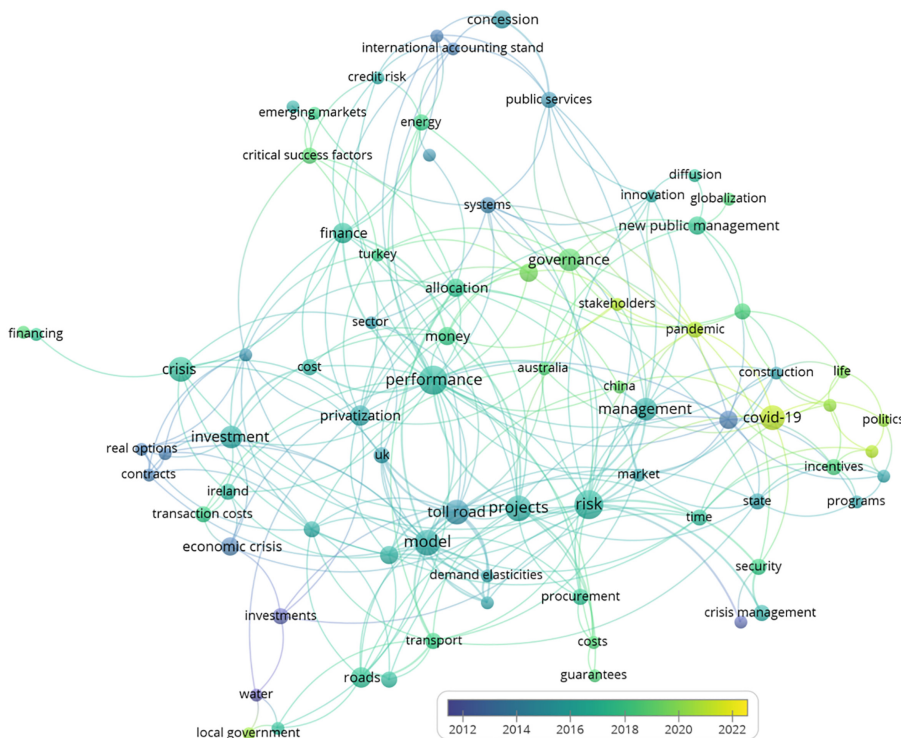 concession
international accounting stand
credit risk
public services
emerging markets
energy
critical success factors
diffusion
innovation
globalization
systems
new public management
finance
turkey
governance
allocation
stakeholders
sector
pandemic
financing
money
crisis
cost
performance
australia
construction
life
china
privatization
management
covid-19
politics
investment
real options
uk
contracts
market
incentives
ireland
state
programs
transaction costs
toll road
projects
risk
time
economic crisis
model
demand elasticities
security
procurement
investments
crisis management
transport
costs
roads
guarantees
water
local government
2012 2014 2016 2018 2020 2022